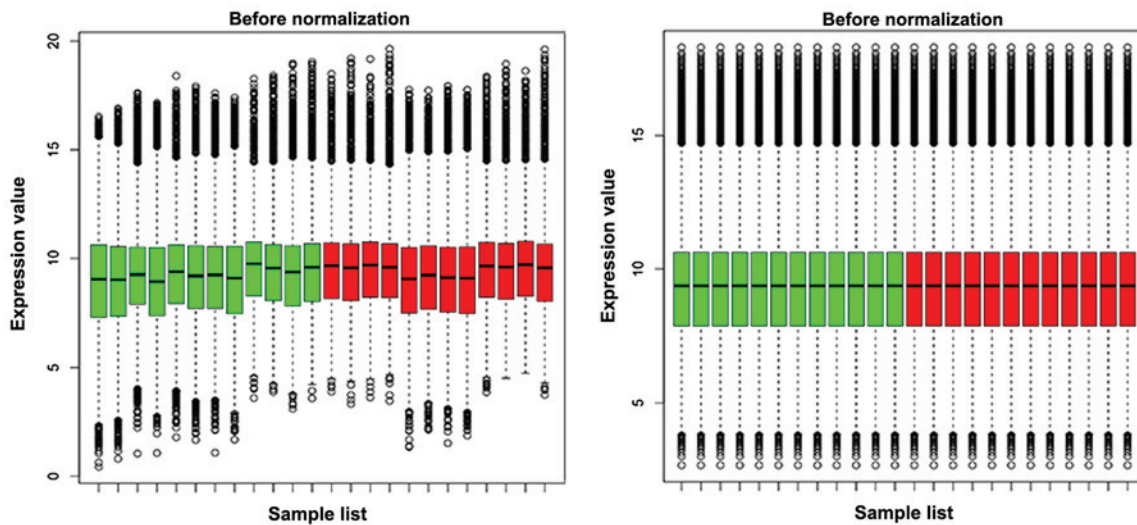 Before normalization
Expression value
20
15
10
5
0
Sample list
Before normalization
Expression value
15
10
5
Sample list